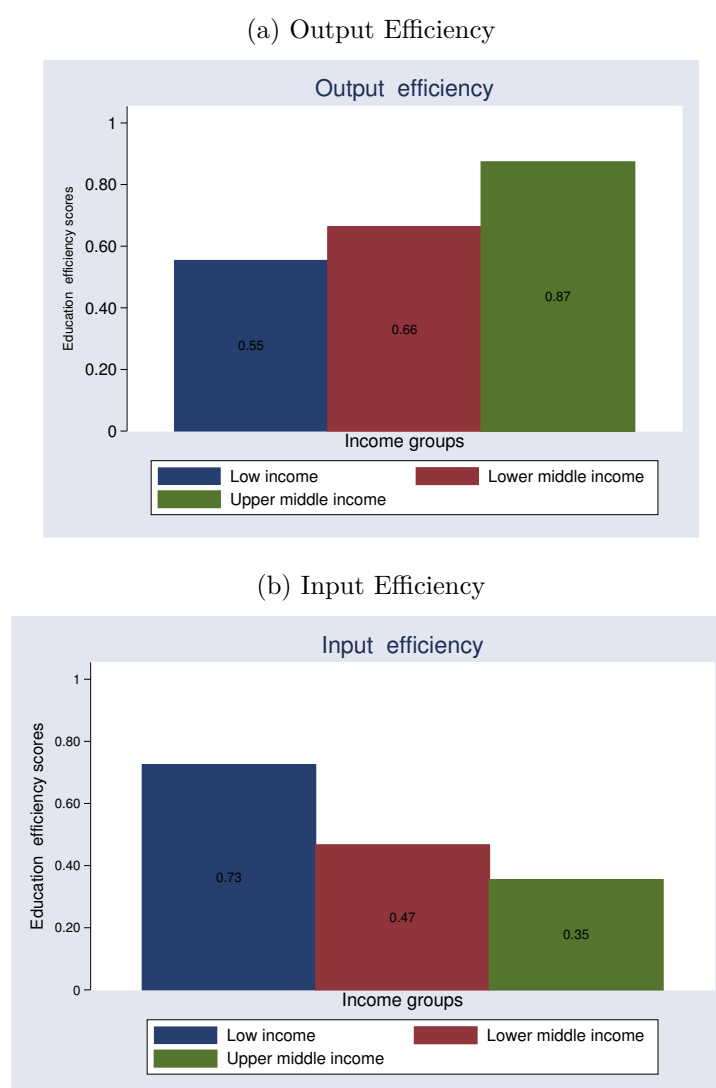 (a) Output Efficiency
Output efficiency
Education efficiency scores
1
0.80
0.60
0.40
0.20
0
0.55
0.66
0.87
Income groups
Low income
Lower middle income
Upper middle income
(b) Input Efficiency
Input efficiency
Education efficiency scores
1
0.80
0.60
0.40
0.20
0
0.73
0.47
0.35
Income groups
Low income
Lower middle income
Upper middle income